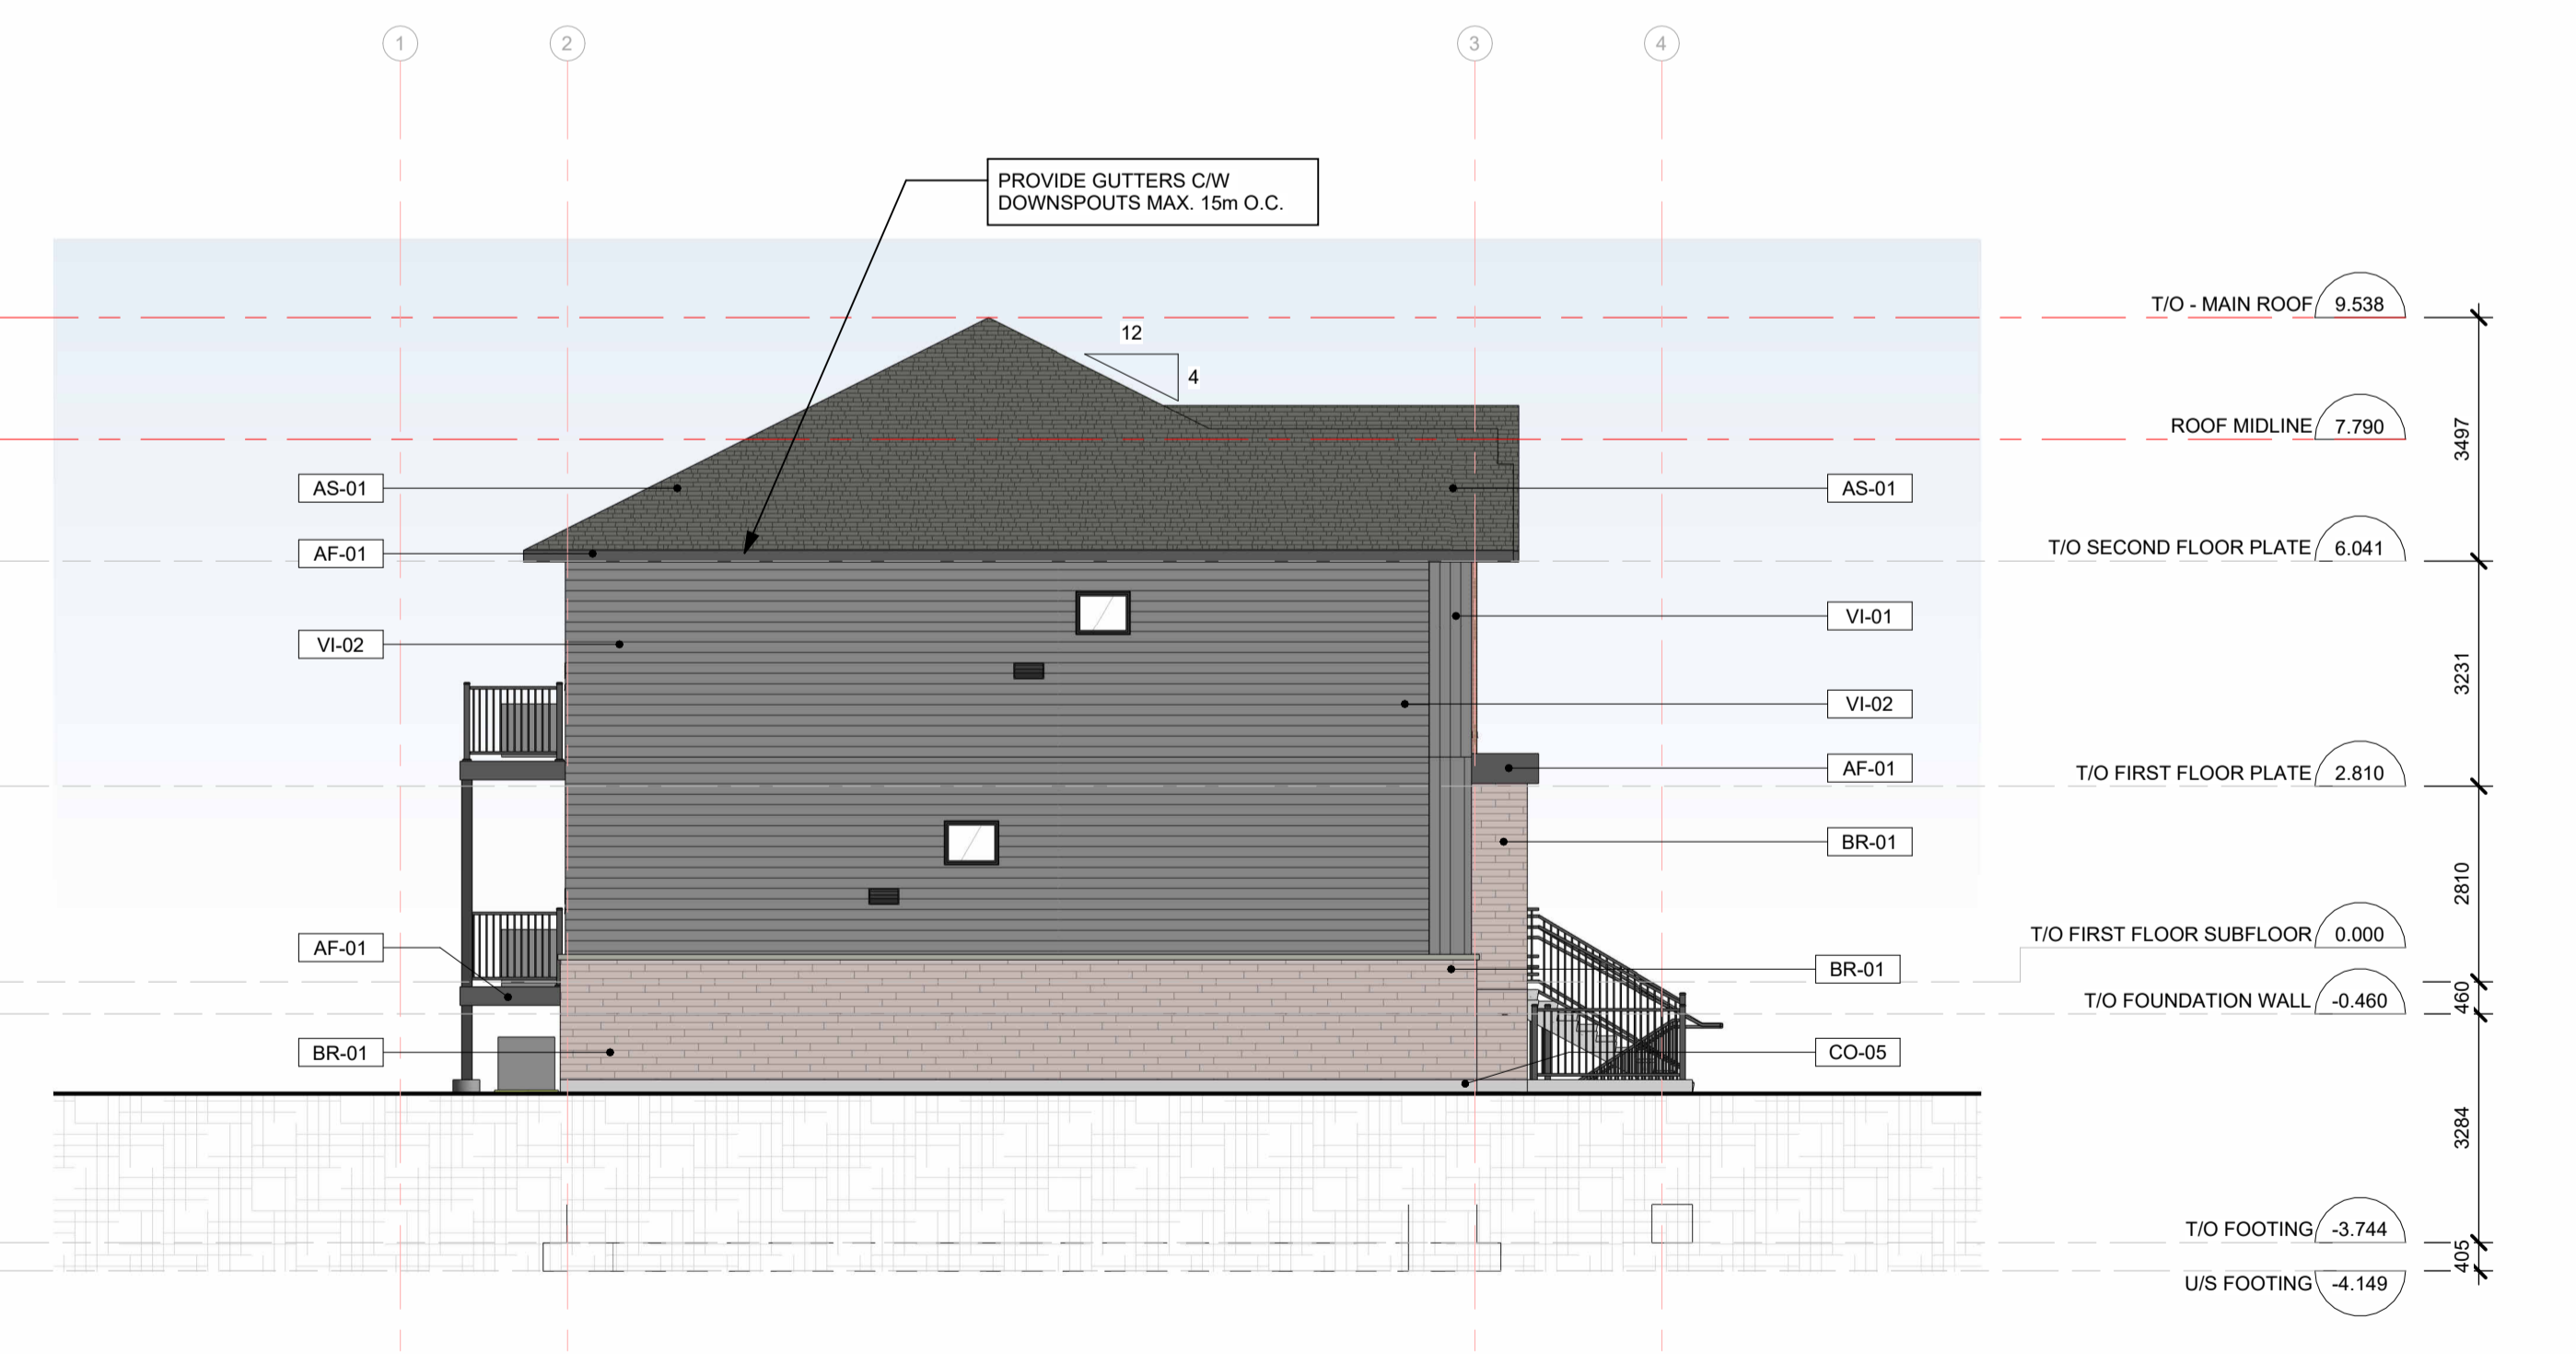 1
2
3
4
PROVIDE GUTTERS C/W
DOWNSPOUTS MAX. 15m O.C.
T/O - MAIN ROOF 9.538
12
4
ROOF MIDLINE 7.790
3497
AS-01
AS-01
AF-01
T/O SECOND FLOOR PLATE 6.041
VI-01
VI-02
3231
VI-02
AF-01
T/O FIRST FLOOR PLATE 2.810
BR-01
2810
AF-01
T/O FIRST FLOOR SUBFLOOR 0.000
BR-01
T/O FOUNDATION WALL -0.460
460
BR-01
CO-05
3284
T/O FOOTING -3.744
405
U/S FOOTING -4.149